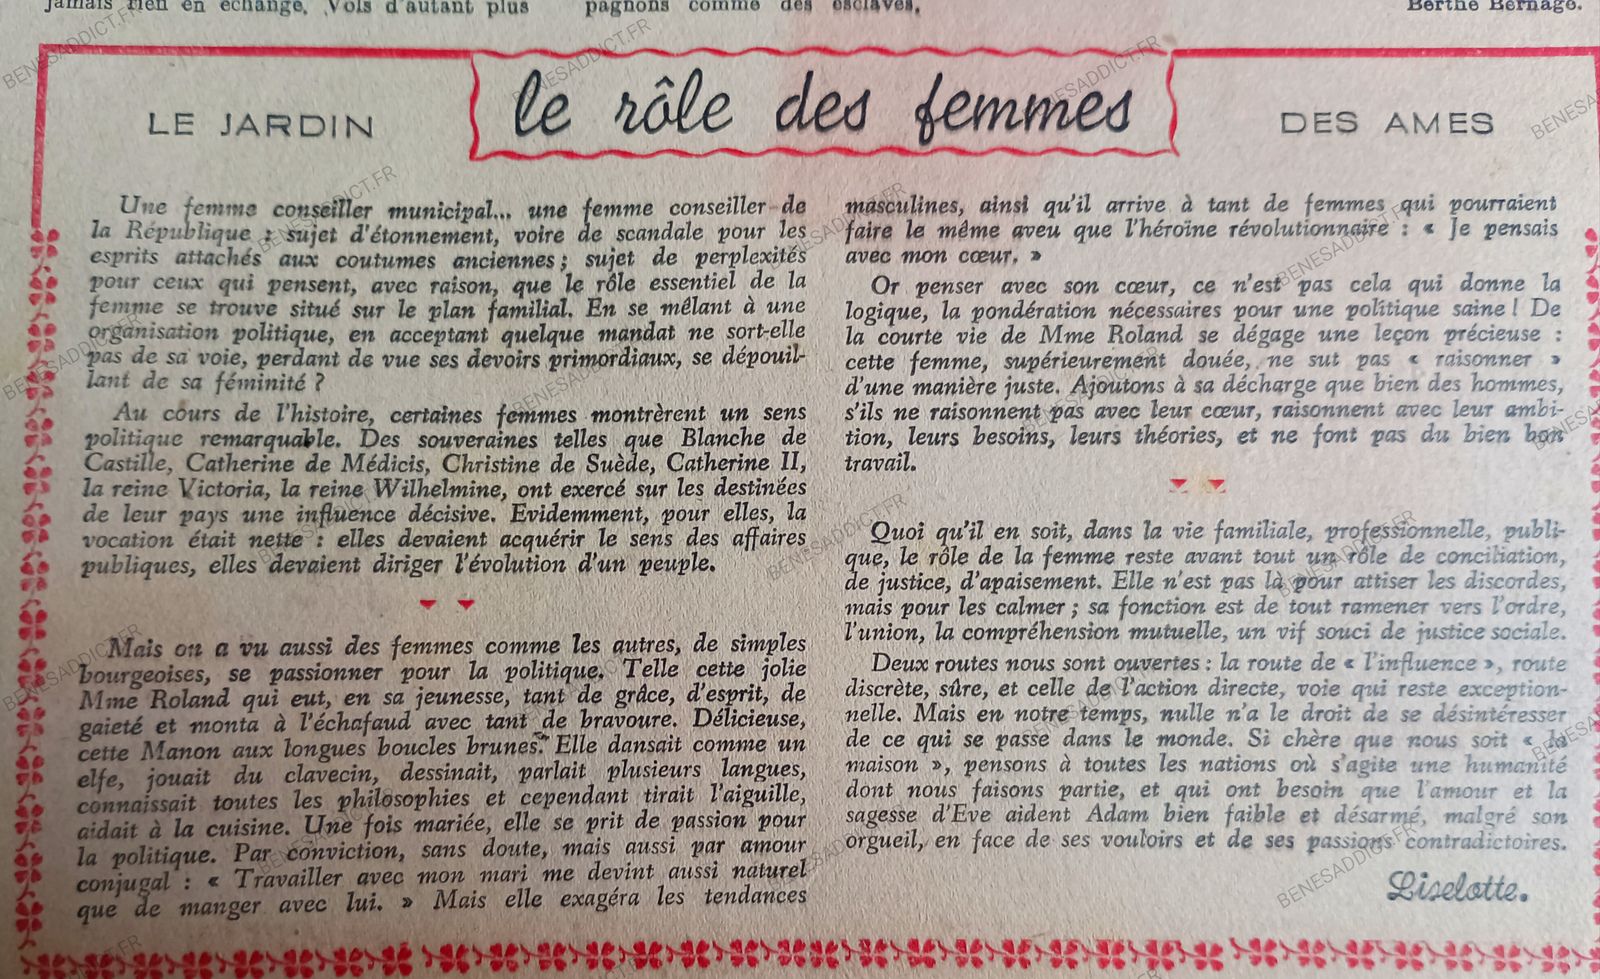 jamais rien en échange. Vois d'autant plus
pagnons comme des esclaves.
Berthe Bernage.
LE JARDIN
le rôle des femmes
DES AMES
Une femme conseiller municipal... une femme conseiller de
la République : sujet d'étonnement, voire de scandale pour les
esprits attachés aux coutumes anciennes ; sujet de perplexités
pour ceux qui pensent, avec raison, que le rôle essentiel de la
femme se trouve situé sur le plan familial. En se mêlant à une
organisation politique, en acceptant quelque mandat ne sort-elle
pas de sa voie, perdant de vue ses devoirs primordiaux, se dépouil-
lant de sa féminité ?
Au cours de l'histoire, certaines femmes montrèrent un sens
politique remarquable. Des souveraines telles que Blanche de
Castille, Catherine de Médicis, Christine de Suède, Catherine II,
la reine Victoria, la reine Wilhelmine, ont exercé sur les destinées
de leur pays une influence décisive. Evidemment, pour elles, la
vocation était nette : elles devaient acquérir le sens des affaires
publiques, elles devaient diriger l'évolution d'un peuple.
Mais on a vu aussi des femmes comme les autres, de simples
bourgeoises, se passionner pour la politique. Telle cette jolie
Mme Roland qui eut, en sa jeunesse, tant de grâce, d'esprit, de
gaieté et monta à l'échafaud avec tant de bravoure. Délicieuse,
cette Manon aux longues boucles brunes. Elle dansait comme un
elfe, jouait du clavecin, dessinait, parlait plusieurs langues,
connaissait toutes les philosophies et cependant tirait l'aiguille,
aidait à la cuisine. Une fois mariée, elle se prit de passion pour
la politique. Par conviction, sans doute, mais aussi par amour
conjugal : « Travailler avec mon mari me devint aussi naturel
que de manger avec lui. » Mais elle exagéra les tendances
masculines, ainsi qu'il arrive à tant de femmes qui pourraient
faire le même aveu que l'héroïne révolutionnaire : « Je pensais
avec mon cœur. »
Or penser avec son cœur, ce n'est pas cela qui donne la
logique, la pondération nécessaires pour une politique saine ! De
la courte vie de Mme Roland se dégage une leçon précieuse :
cette femme, supérieurement douée, ne sut pas « raisonner »
d'une manière juste. Ajoutons à sa décharge que bien des hommes,
s'ils ne raisonnent pas avec leur cœur, raisonnent avec leur ambi-
tion, leurs besoins, leurs théories, et ne font pas du bien bon
travail.
Quoi qu'il en soit, dans la vie familiale, professionnelle, publi-
que, le rôle de la femme reste avant tout un rôle de conciliation,
de justice, d'apaisement. Elle n'est pas là pour attiser les discordes,
mais pour les calmer ; sa fonction est de tout ramener vers l'ordre,
l'union, la compréhension mutuelle, un vif souci de justice sociale.
Deux routes nous sont ouvertes : la route de « l'influence », route
discrète, sûre, et celle de l'action directe, voie qui reste exception-
nelle. Mais en notre temps, nulle n'a le droit de se désintéresser
de ce qui se passe dans le monde. Si chère que nous soit « la
maison », pensons à toutes les nations où s'agite une humanité
dont nous faisons partie, et qui ont besoin que l'amour et la
sagesse d'Eve aident Adam bien faible et désarmé, malgré son
orgueil, en face de ses vouloirs et de ses passions contradictoires.
Liselotte.
BENESADDICT.FR